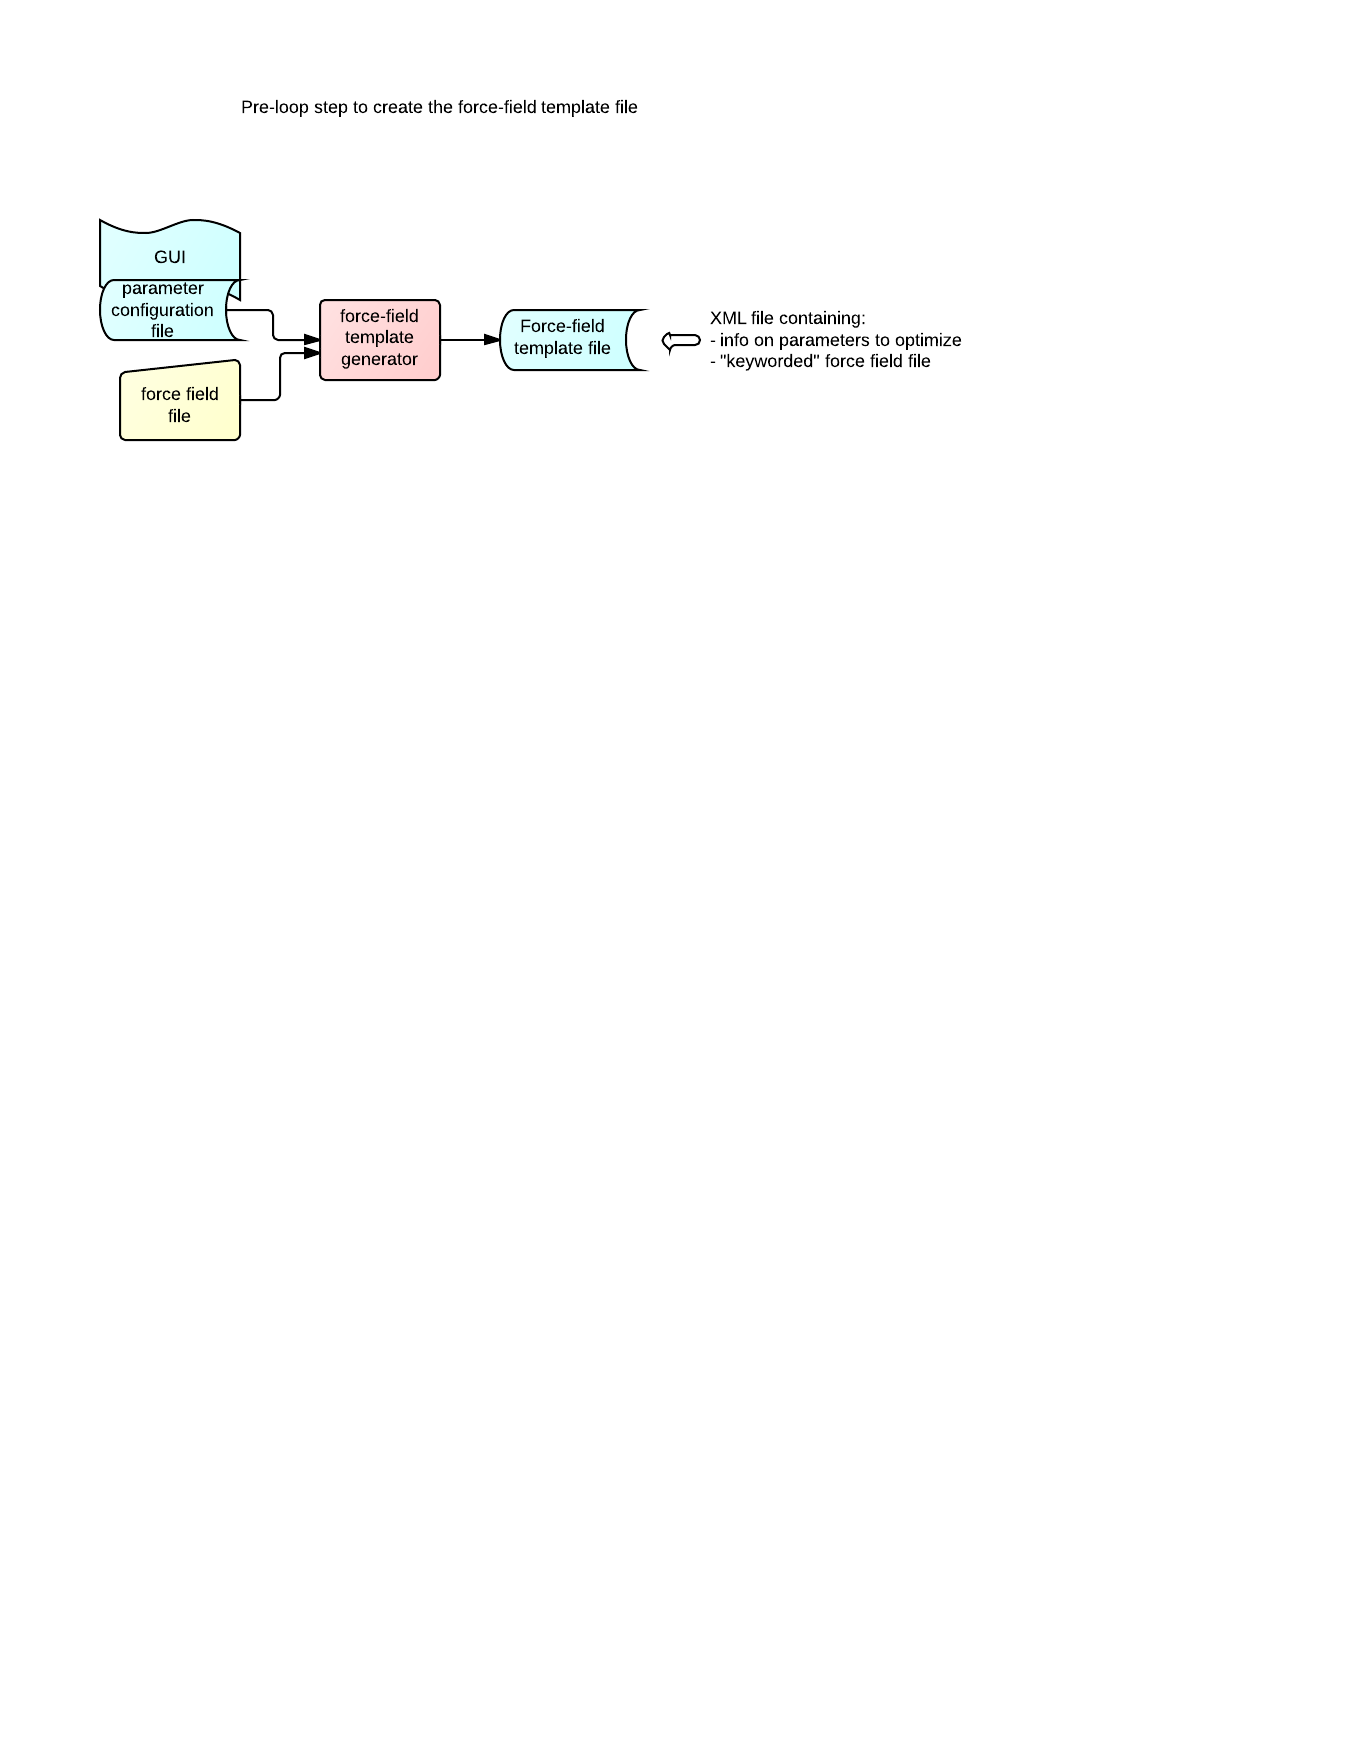 Pre-loop step to create the force-field template file
GUI
parameter
configuration
file
force field
file
force-field
template
generator
Force-field
template file
XML file containing:
- info on parameters to optimize
- "keyworded" force field file